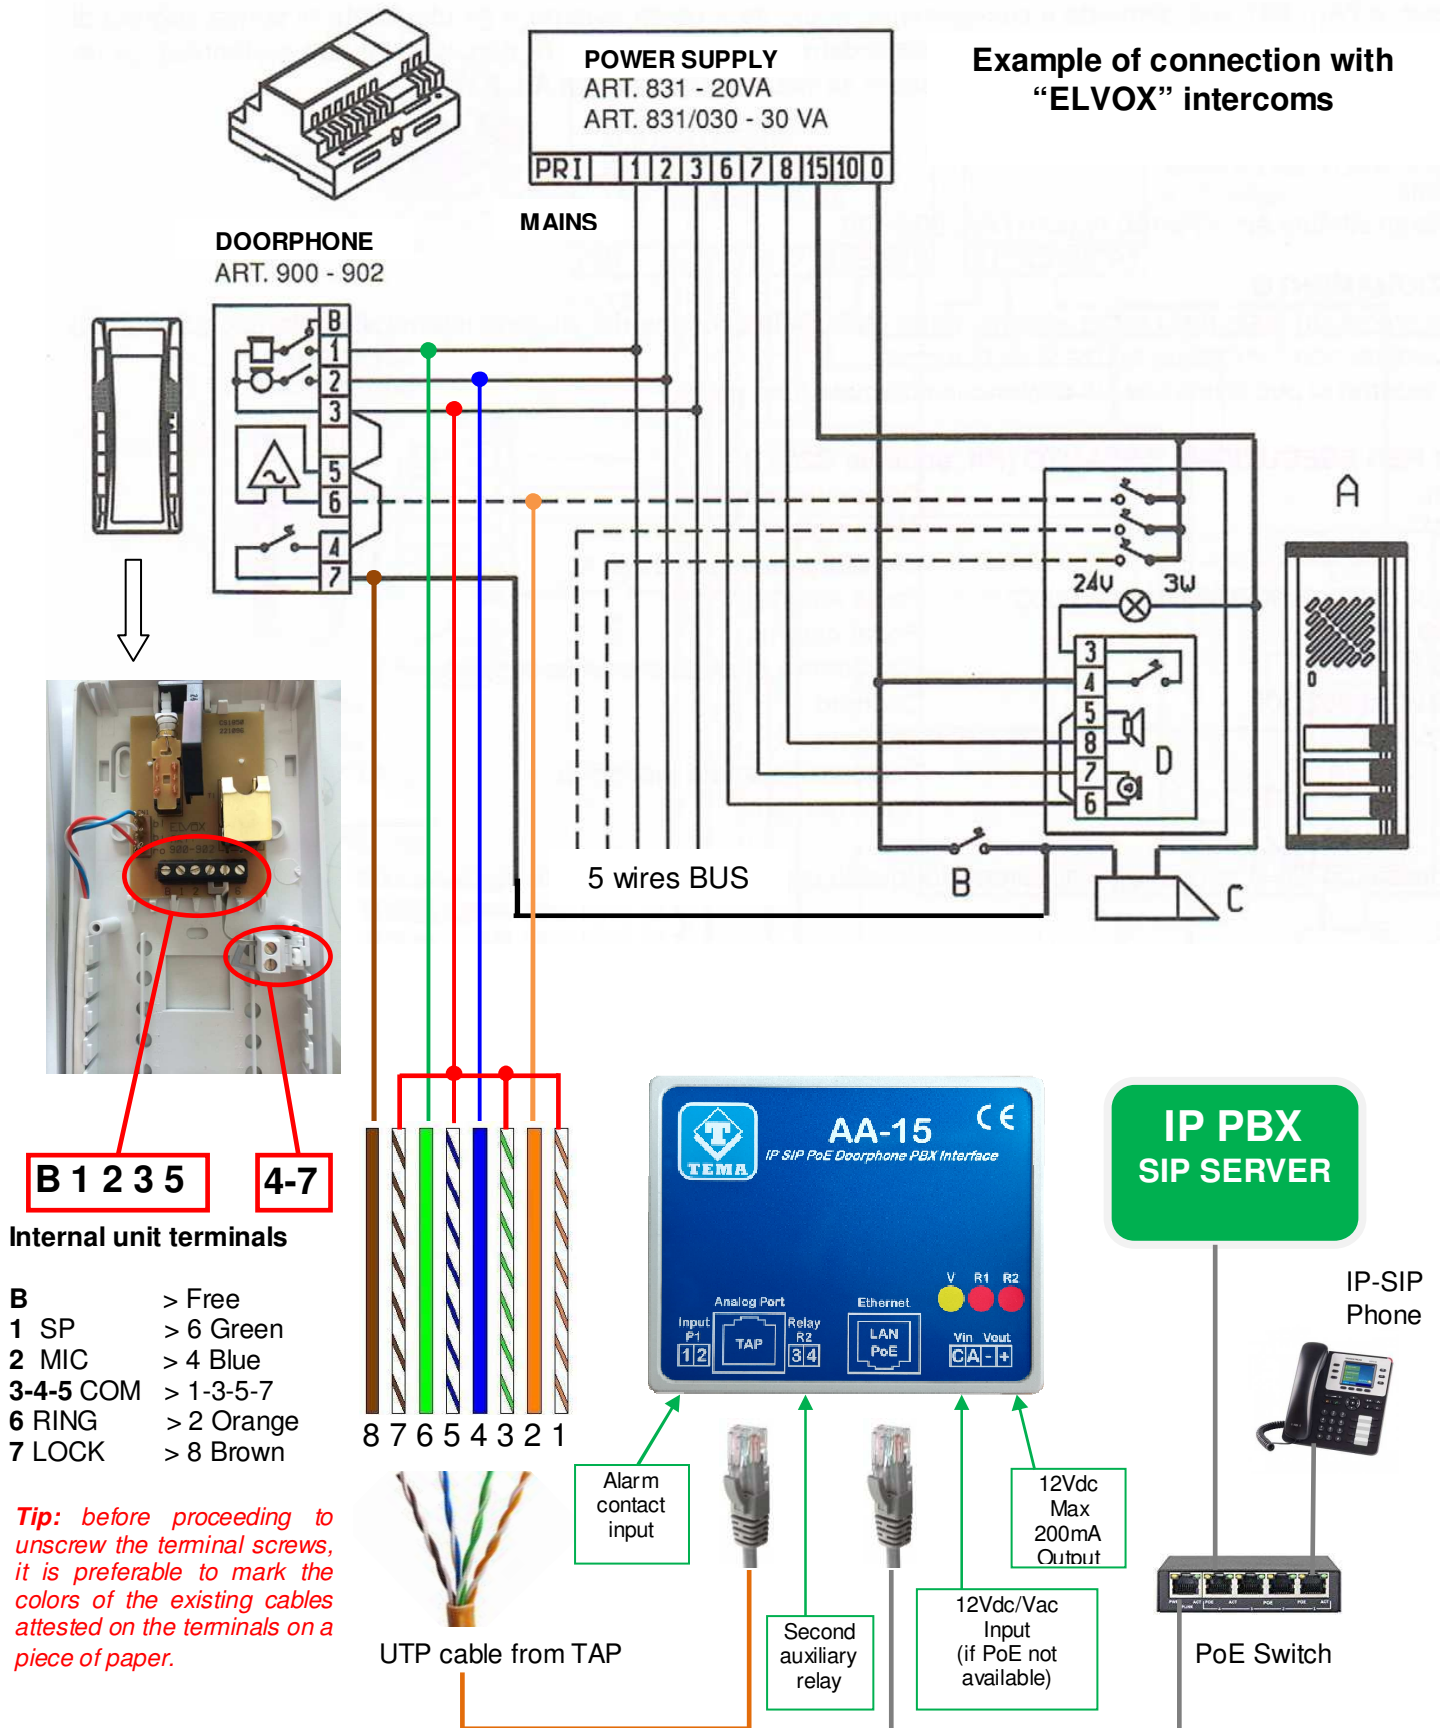 POWER SUPPLY
ART. 831 - 20VA
ART. 831/030 - 30 VA
Example of connection with
“ELVOX” intercoms
PRI 1 2 3 6 7 8 15 10 0
MAINS
DOORPHONE
ART. 900 - 902
B
1
2
3
5
6
4
7
A
24V 3W
3
4
5
8
7
6
D
B
C
5 wires BUS
ELVOX
900-902
B 1 2 3 5
4-7
Internal unit terminals
B > Free
1 SP > 6 Green
2 MIC > 4 Blue
3-4-5 COM > 1-3-5-7
6 RING > 2 Orange
7 LOCK > 8 Brown
Tip: before proceeding to
unscrew the terminal screws,
it is preferable to mark the
colors of the existing cables
attested on the terminals on a
piece of paper.
8 7 6 5 4 3 2 1
UTP cable from TAP
TEMA
AA-15
CE
IP SIP PoE Doorphone PBX Interface
V R1 R2
Analog Port
Ethernet
Input
P1
1 2
TAP
Relay
R2
3 4
LAN
PoE
Vin Vout
C A - +
Alarm
contact
input
Second
auxiliary
relay
12Vdc/Vac
Input
(if PoE not
available)
12Vdc
Max
200mA
Output
IP PBX
SIP SERVER
IP-SIP
Phone
PoE Switch